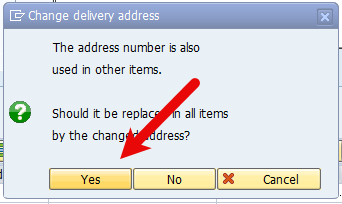 Change delivery address
The address number is also
used in other items.
Should it be replaced in all items
by the changed address?
Yes
No
Cancel